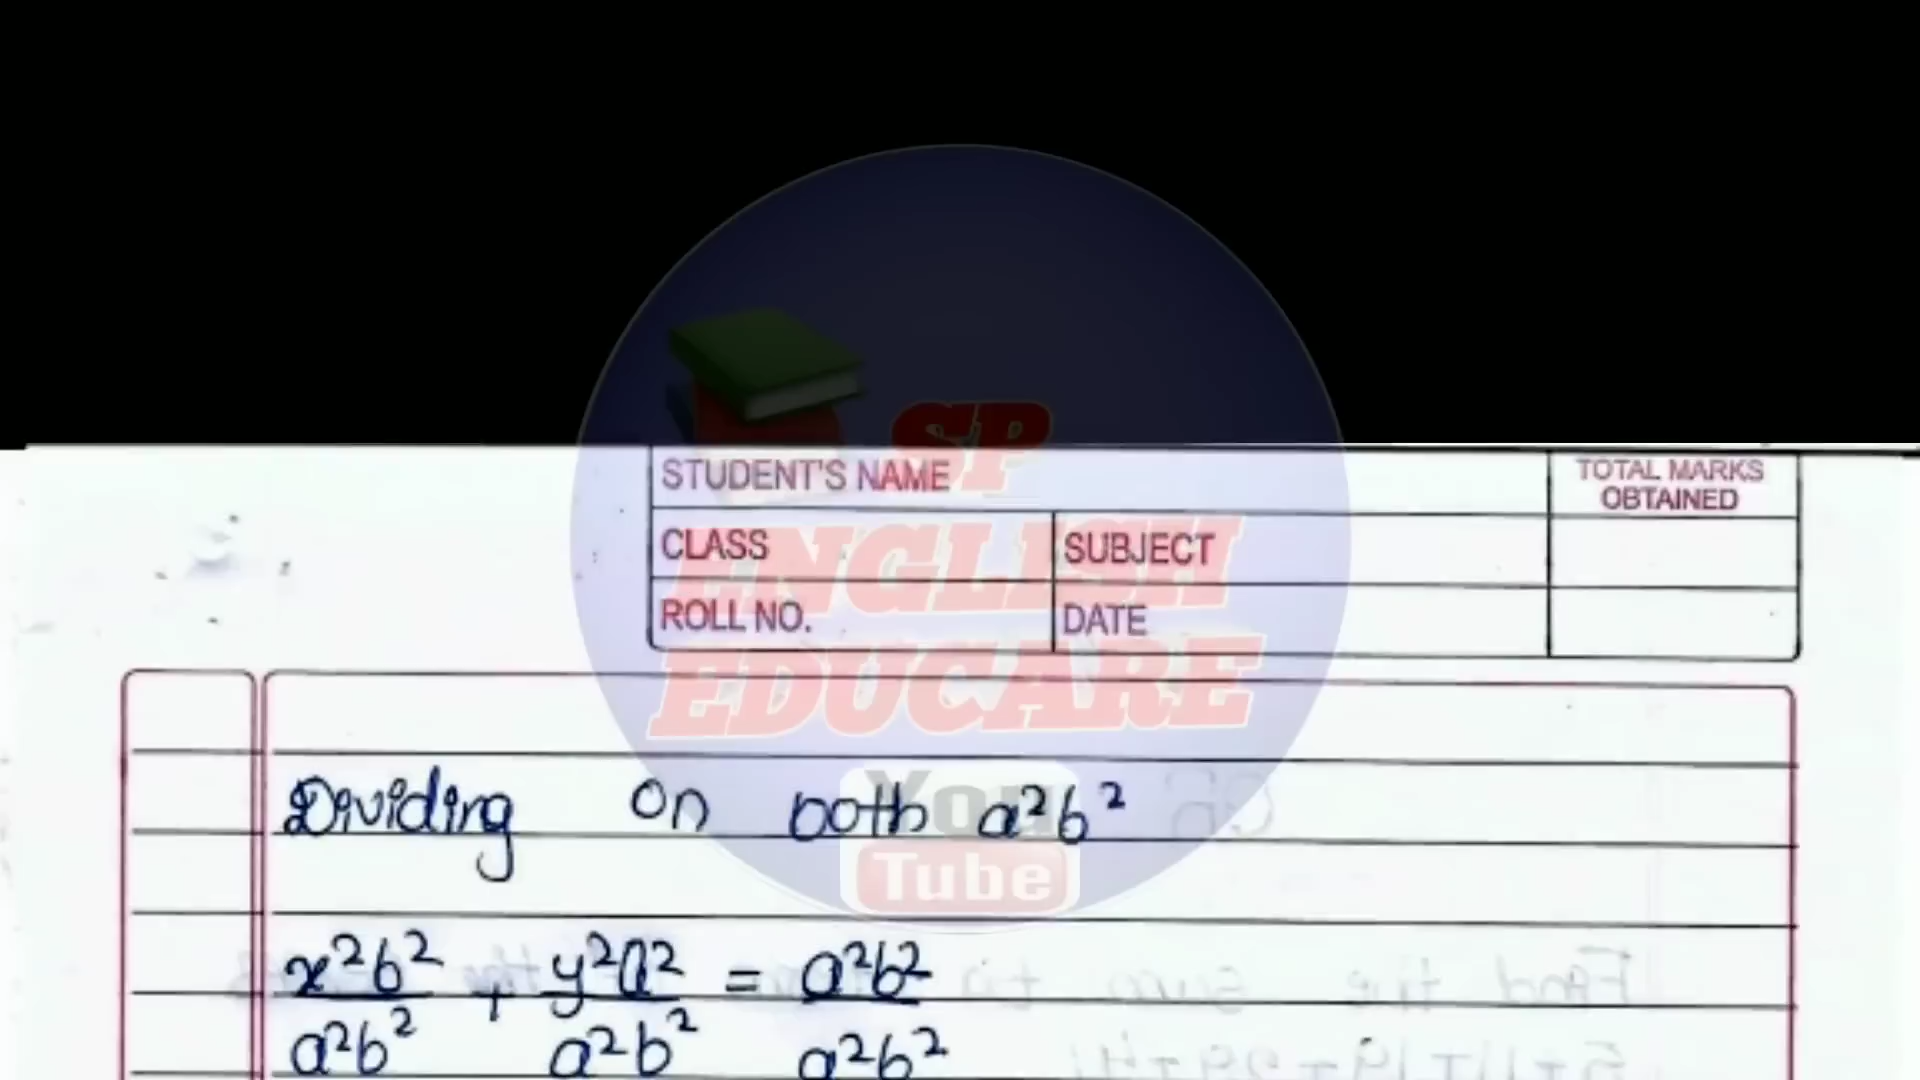 SP
ENGLISH
EDUCARE
You
Tube
STUDENT'S NAME
TOTAL MARKS
OBTAINED
CLASS
SUBJECT
ROLL NO.
DATE
Dividing on both a²b²
x²b²/a²b² + y²a²/a²b² = a²b²/a²b²